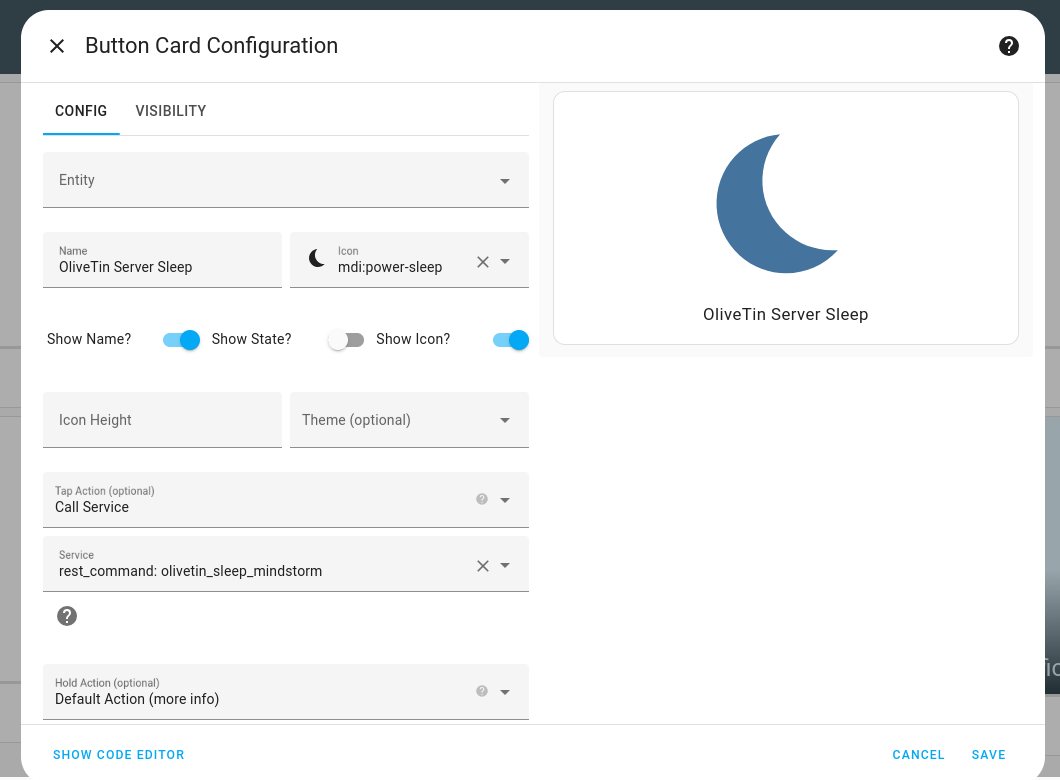 Button Card Configuration
CONFIG
VISIBILITY
Entity
Name
OliveTin Server Sleep
Icon
mdi:power-sleep
Show Name?
Show State?
Show Icon?
Icon Height
Theme (optional)
Tap Action (optional)
Call Service
Service
rest_command: olivetin_sleep_mindstorm
Hold Action (optional)
Default Action (more info)
OliveTin Server Sleep
SHOW CODE EDITOR
CANCEL
SAVE